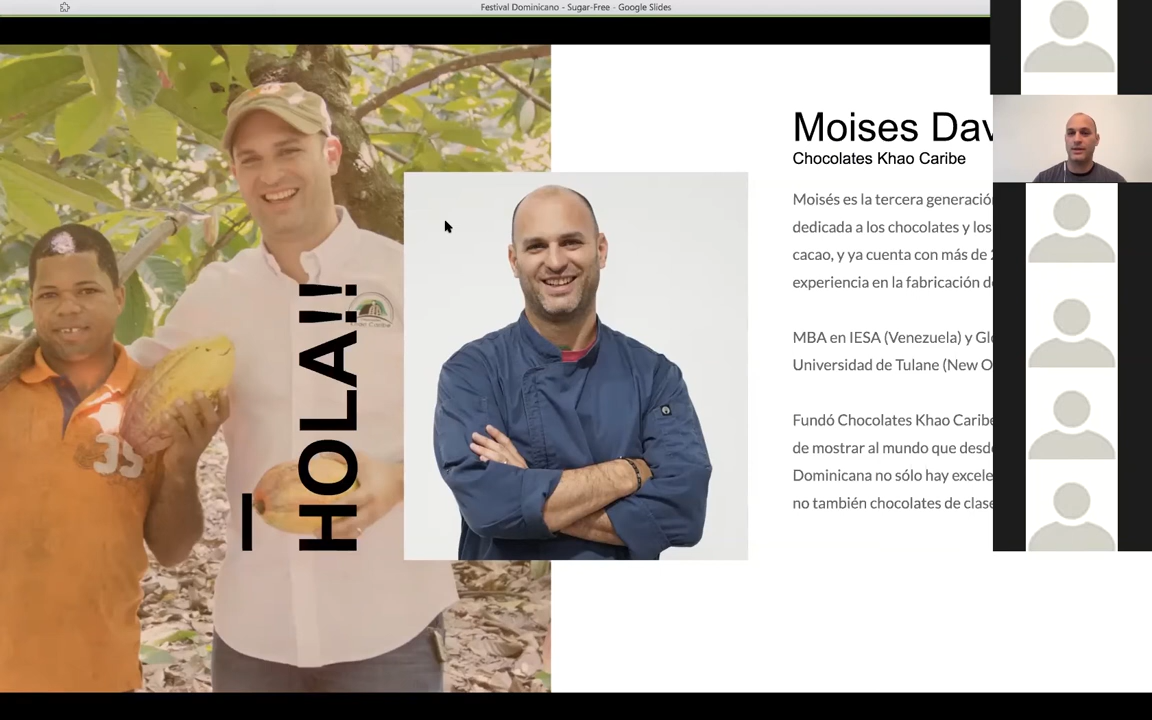 Festival Dominicano - Sugar-Free - Google Slides
HOLA!!
35
Moises Dav
Chocolates Khao Caribe
Moisés es la tercera generació
dedicada a los chocolates y los
cacao, y ya cuenta con más de
experiencia en la fabricación d
MBA en IESA (Venezuela) y Gl
Universidad de Tulane (New O
Fundó Chocolates Khao Caribe
de mostrar al mundo que desd
Dominicana no sólo hay excele
no también chocolates de clase